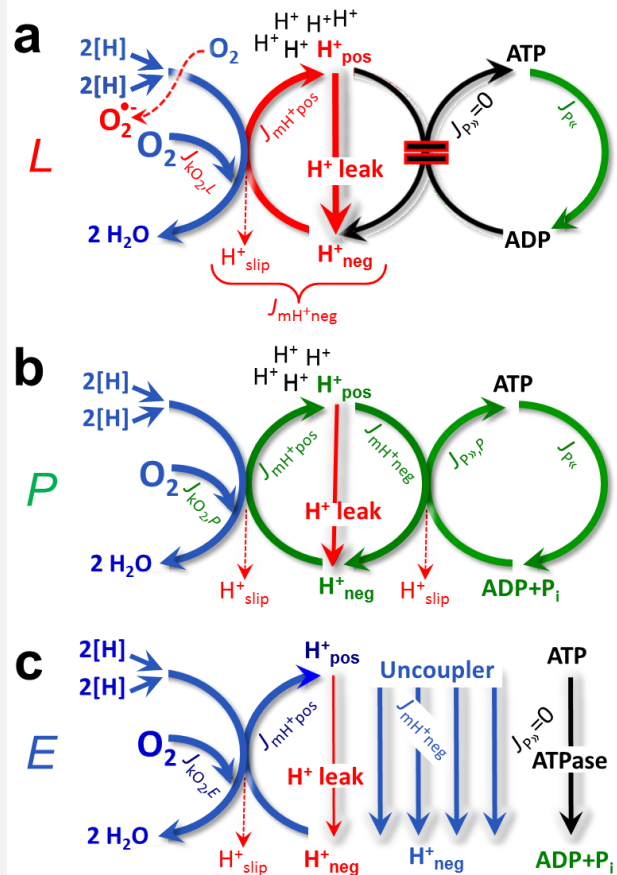 a
H⁺ H⁺ H⁺
H⁺ H⁺ H⁺pos
2[H]
2[H]
O₂
O₂•-
O₂
JkO₂,L
JmH⁺pos
L
H⁺ leak
2 H₂O
H⁺slip
H⁺neg
JmH⁺neg
ATP
JP»=0
JP«
ADP
b
H⁺ H⁺
H⁺ H⁺ H⁺pos
2[H]
2[H]
O₂
JkO₂,P
JmH⁺pos
JmH⁺neg
P
H⁺ leak
2 H₂O
H⁺slip
H⁺neg
H⁺slip
ATP
JP»,P
JP«
ADP+Pi
c
2[H]
2[H]
H⁺pos
Uncoupler
ATP
O₂
JkO₂,E
JmH⁺pos
JmH⁺neg
JP»=0
E
H⁺ leak
ATPase
2 H₂O
H⁺slip
H⁺neg
H⁺neg
ADP+Pi